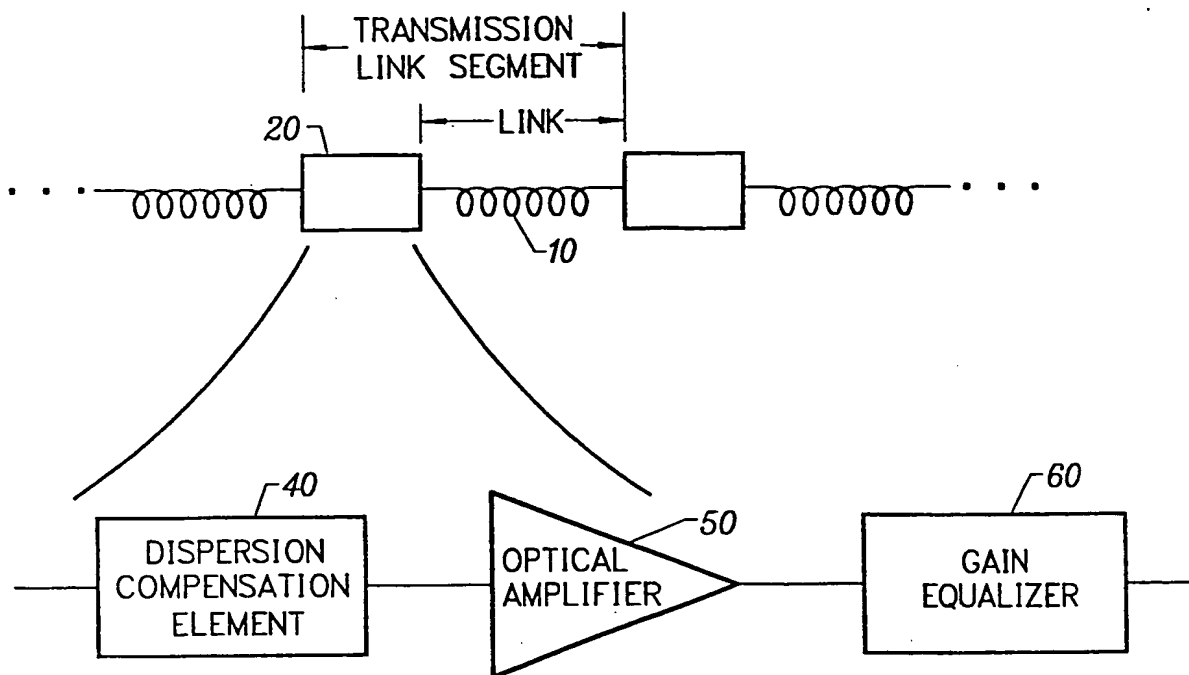 TRANSMISSION
LINK SEGMENT
LINK
20
10
40
50
60
DISPERSION
COMPENSATION
ELEMENT
OPTICAL
AMPLIFIER
GAIN
EQUALIZER